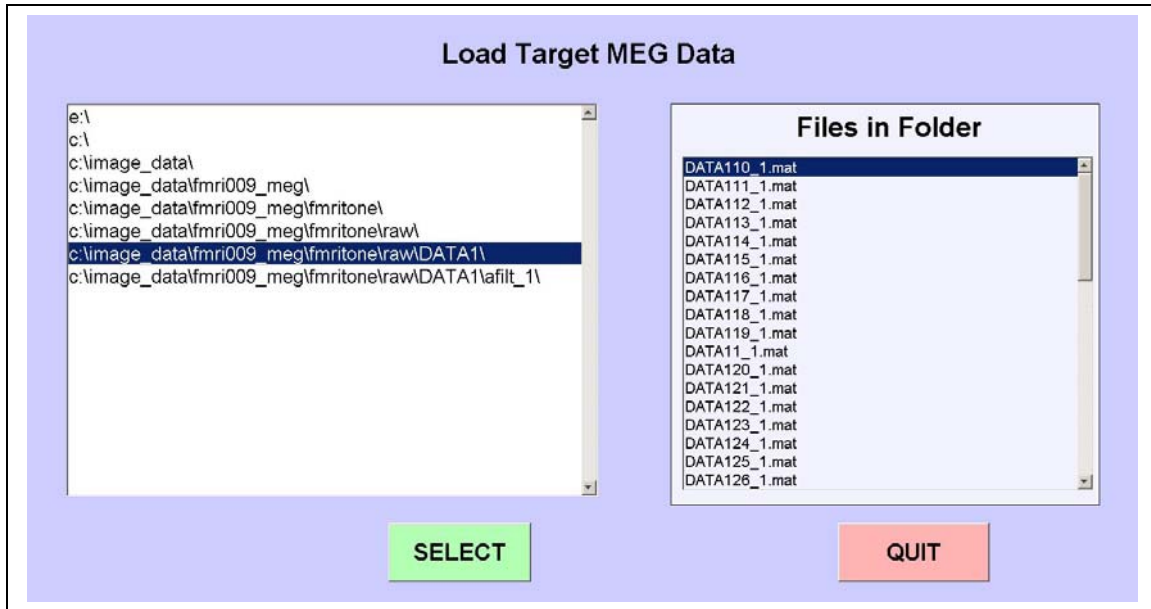 Load Target MEG Data
e:\
c:\
c:\image_data\
c:\image_data\fmri009_meg\
c:\image_data\fmri009_meg\fmritone\
c:\image_data\fmri009_meg\fmritone\raw\
c:\image_data\fmri009_meg\fmritone\raw\DATA1\
c:\image_data\fmri009_meg\fmritone\raw\DATA1\afilt_1\
Files in Folder
DATA110_1.mat
DATA111_1.mat
DATA112_1.mat
DATA113_1.mat
DATA114_1.mat
DATA115_1.mat
DATA116_1.mat
DATA117_1.mat
DATA118_1.mat
DATA119_1.mat
DATA11_1.mat
DATA120_1.mat
DATA121_1.mat
DATA122_1.mat
DATA123_1.mat
DATA124_1.mat
DATA125_1.mat
DATA126_1.mat
SELECT
QUIT